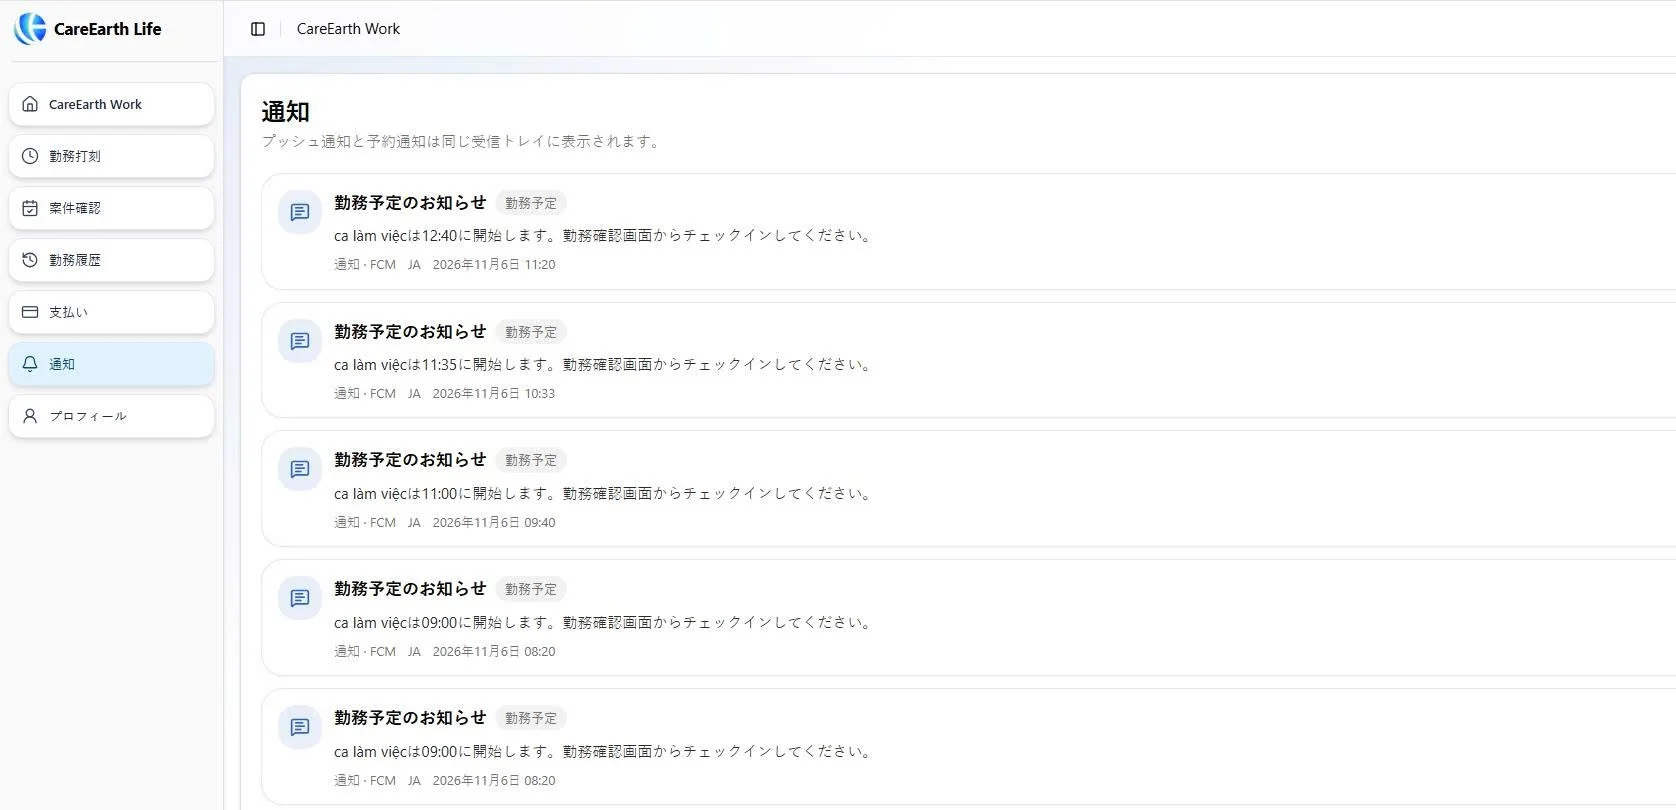 CareEarth Life
CareEarth Work
CareEarth Work
勤務打刻
案件確認
勤務履歴
支払い
通知
プロフィール
通知
プッシュ通知と予約通知は同じ受信トレイに表示されます。
勤務予定のお知らせ 勤務予定
ca làm việcは12:40に開始します。勤務確認画面からチェックインしてください。
通知 · FCM JA 2026年11月6日 11:20
勤務予定のお知らせ 勤務予定
ca làm việcは11:35に開始します。勤務確認画面からチェックインしてください。
通知 · FCM JA 2026年11月6日 10:33
勤務予定のお知らせ 勤務予定
ca làm việcは11:00に開始します。勤務確認画面からチェックインしてください。
通知 · FCM JA 2026年11月6日 09:40
勤務予定のお知らせ 勤務予定
ca làm việcは09:00に開始します。勤務確認画面からチェックインしてください。
通知 · FCM JA 2026年11月6日 08:20
勤務予定のお知らせ 勤務予定
ca làm việcは09:00に開始します。勤務確認画面からチェックインしてください。
通知 · FCM JA 2026年11月6日 08:20